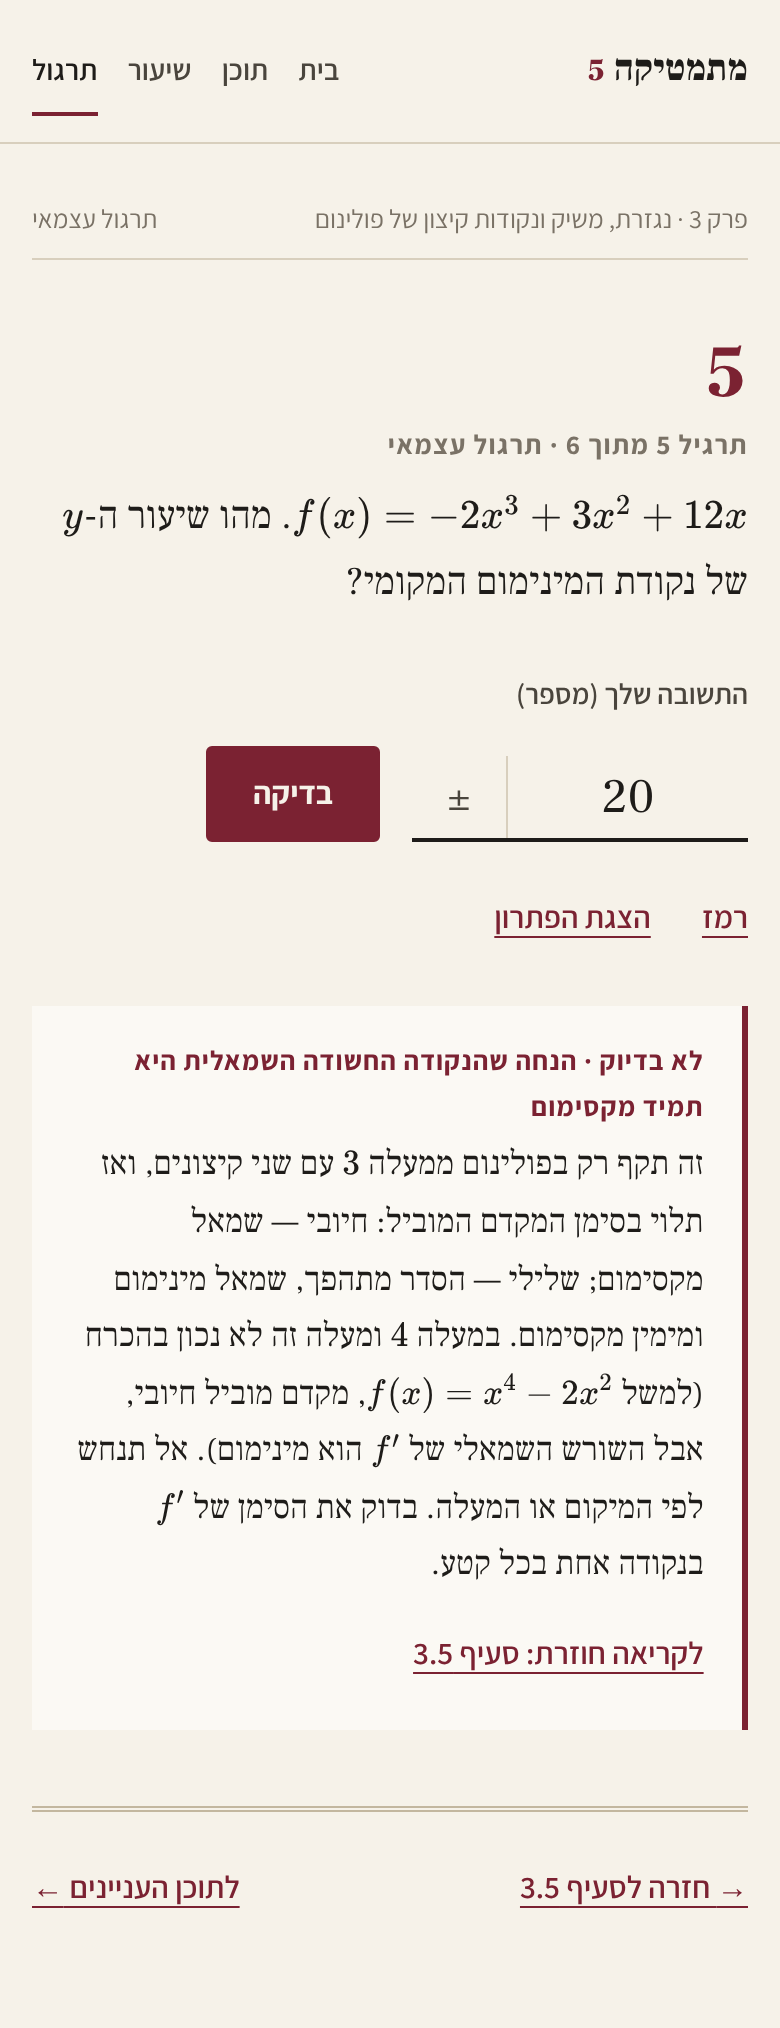 מתמטיקה 5
בית תוכן שיעור תרגול
פרק 3 · נגזרת, משיק ונקודות קיצון של פולינום
תרגול עצמאי
5
תרגיל 5 מתוך 6 · תרגול עצמאי
f(x) = −2x³ + 3x² + 12x. מהו שיעור ה-y
של נקודת המינימום המקומי?
התשובה שלך (מספר)
20 ± בדיקה
רמז הצגת הפתרון
לא בדיוק · הנחה שהנקודה החשודה השמאלית היא
תמיד מקסימום
זה תקף רק בפולינום ממעלה 3 עם שני קיצונים, ואז
תלוי בסימן המקדם המוביל: חיובי — שמאל
מקסימום; שלילי — הסדר מתהפך, שמאל מינימום
ומימין מקסימום. במעלה 4 ומעלה זה לא נכון בהכרח
(למשל f(x) = x⁴ − 2x², מקדם מוביל חיובי,
אבל השורש השמאלי של f′ הוא מינימום). אל תנחש
לפי המיקום או המעלה. בדוק את הסימן של f′
בנקודה אחת בכל קטע.
לקריאה חוזרת: סעיף 3.5
→ חזרה לסעיף 3.5
לתוכן העניינים ←